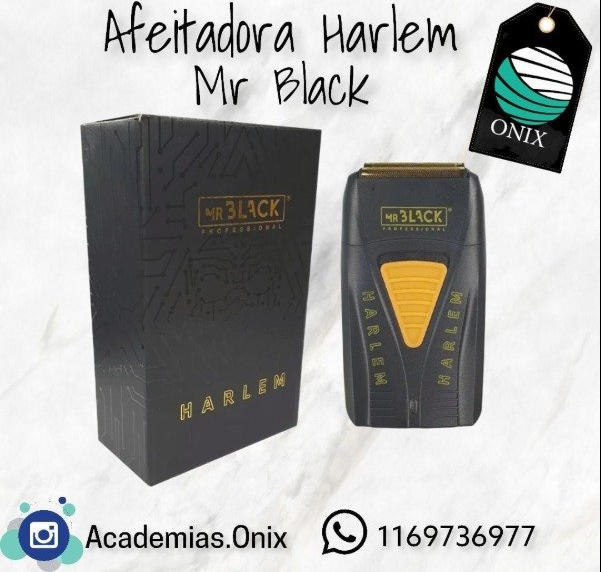 Afeitadora Harlem
Mr Black
ONIX
MR BLACK®
PROFESSIONAL
HARLEM
MR BLACK®
PROFESSIONAL
HARLEM
HARLEM
Academias.Onix
1169736977